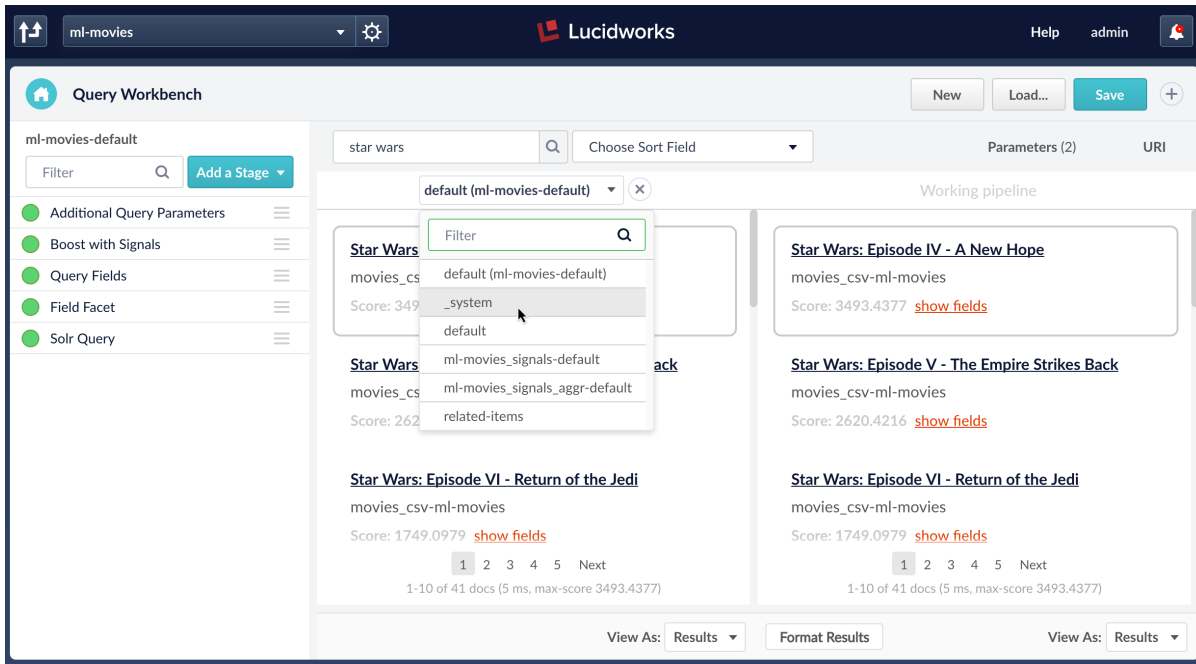 ml-movies
Lucidworks
Help
admin
Query Workbench
New
Load...
Save
ml-movies-default
Filter
Add a Stage
Additional Query Parameters
Boost with Signals
Query Fields
Field Facet
Solr Query
star wars
Choose Sort Field
Parameters (2)
URI
default (ml-movies-default)
Working pipeline
Filter
default (ml-movies-default)
_system
default
ml-movies_signals-default
ml-movies_signals_aggr-default
related-items
Star Wars
movies_cs
Score: 349
Star Wars
ack
movies_cs
Score: 262
Star Wars: Episode VI - Return of the Jedi
movies_csv-ml-movies
Score: 1749.0979 show fields
1 2 3 4 5 Next
1-10 of 41 docs (5 ms, max-score 3493.4377)
Star Wars: Episode IV - A New Hope
movies_csv-ml-movies
Score: 3493.4377 show fields
Star Wars: Episode V - The Empire Strikes Back
movies_csv-ml-movies
Score: 2620.4216 show fields
Star Wars: Episode VI - Return of the Jedi
movies_csv-ml-movies
Score: 1749.0979 show fields
1 2 3 4 5 Next
1-10 of 41 docs (5 ms, max-score 3493.4377)
View As: Results
Format Results
View As: Results